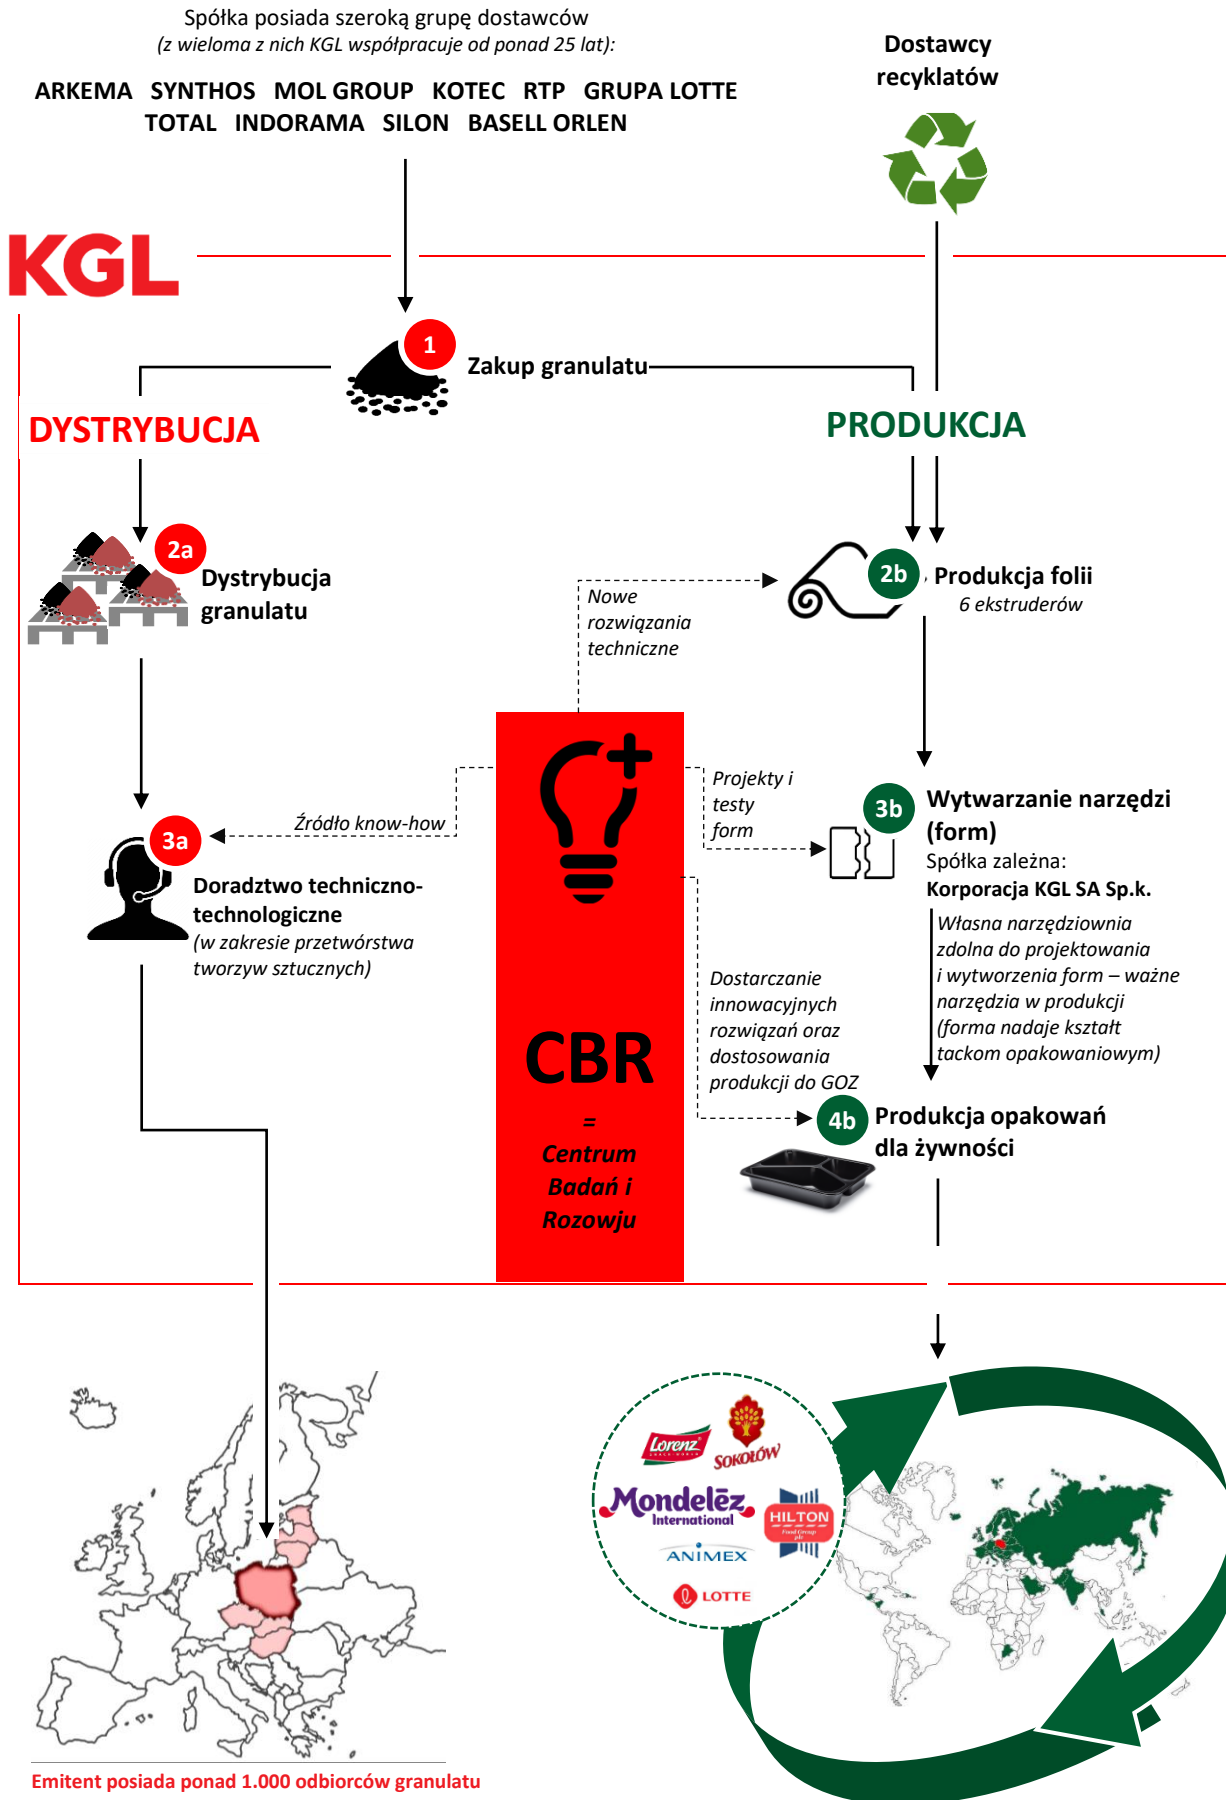 Spółka posiada szeroką grupę dostawców
(z wieloma z nich KGL współpracuje od ponad 25 lat):
ARKEMA SYNTHOS MOL GROUP KOTEC RTP GRUPA LOTTE
TOTAL INDORAMA SILON BASELL ORLEN
Dostawcy
recyklatów
KGL
1
Zakup granulatu
DYSTRYBUCJA
PRODUKCJA
2a
Dystrybucja
granulatu
2b
Produkcja folii
6 ekstruderów
Nowe
rozwiązania
techniczne
Projekty i
testy
form
3b
Wytwarzanie narzędzi
(form)
Spółka zależna:
Korporacja KGL SA Sp.k.
Własna narzędziownia
zdolna do projektowania
i wytworzenia form – ważne
narzędzia w produkcji
(forma nadaje kształt
tackom opakowaniowym)
Źródło know-how
3a
Doradztwo techniczno-
technologiczne
(w zakresie przetwórstwa
tworzyw sztucznych)
Dostarczanie
innowacyjnych
rozwiązań oraz
dostosowania
produkcji do GOZ
CBR
=
Centrum
Badań i
Rozowju
4b
Produkcja opakowań
dla żywności
Lorenz
SNACK-WORLD
SOKOŁÓW
Mondelēz
International
HILTON
Food Group
plc
ANIMEX
LOTTE
Emitent posiada ponad 1.000 odbiorców granulatu